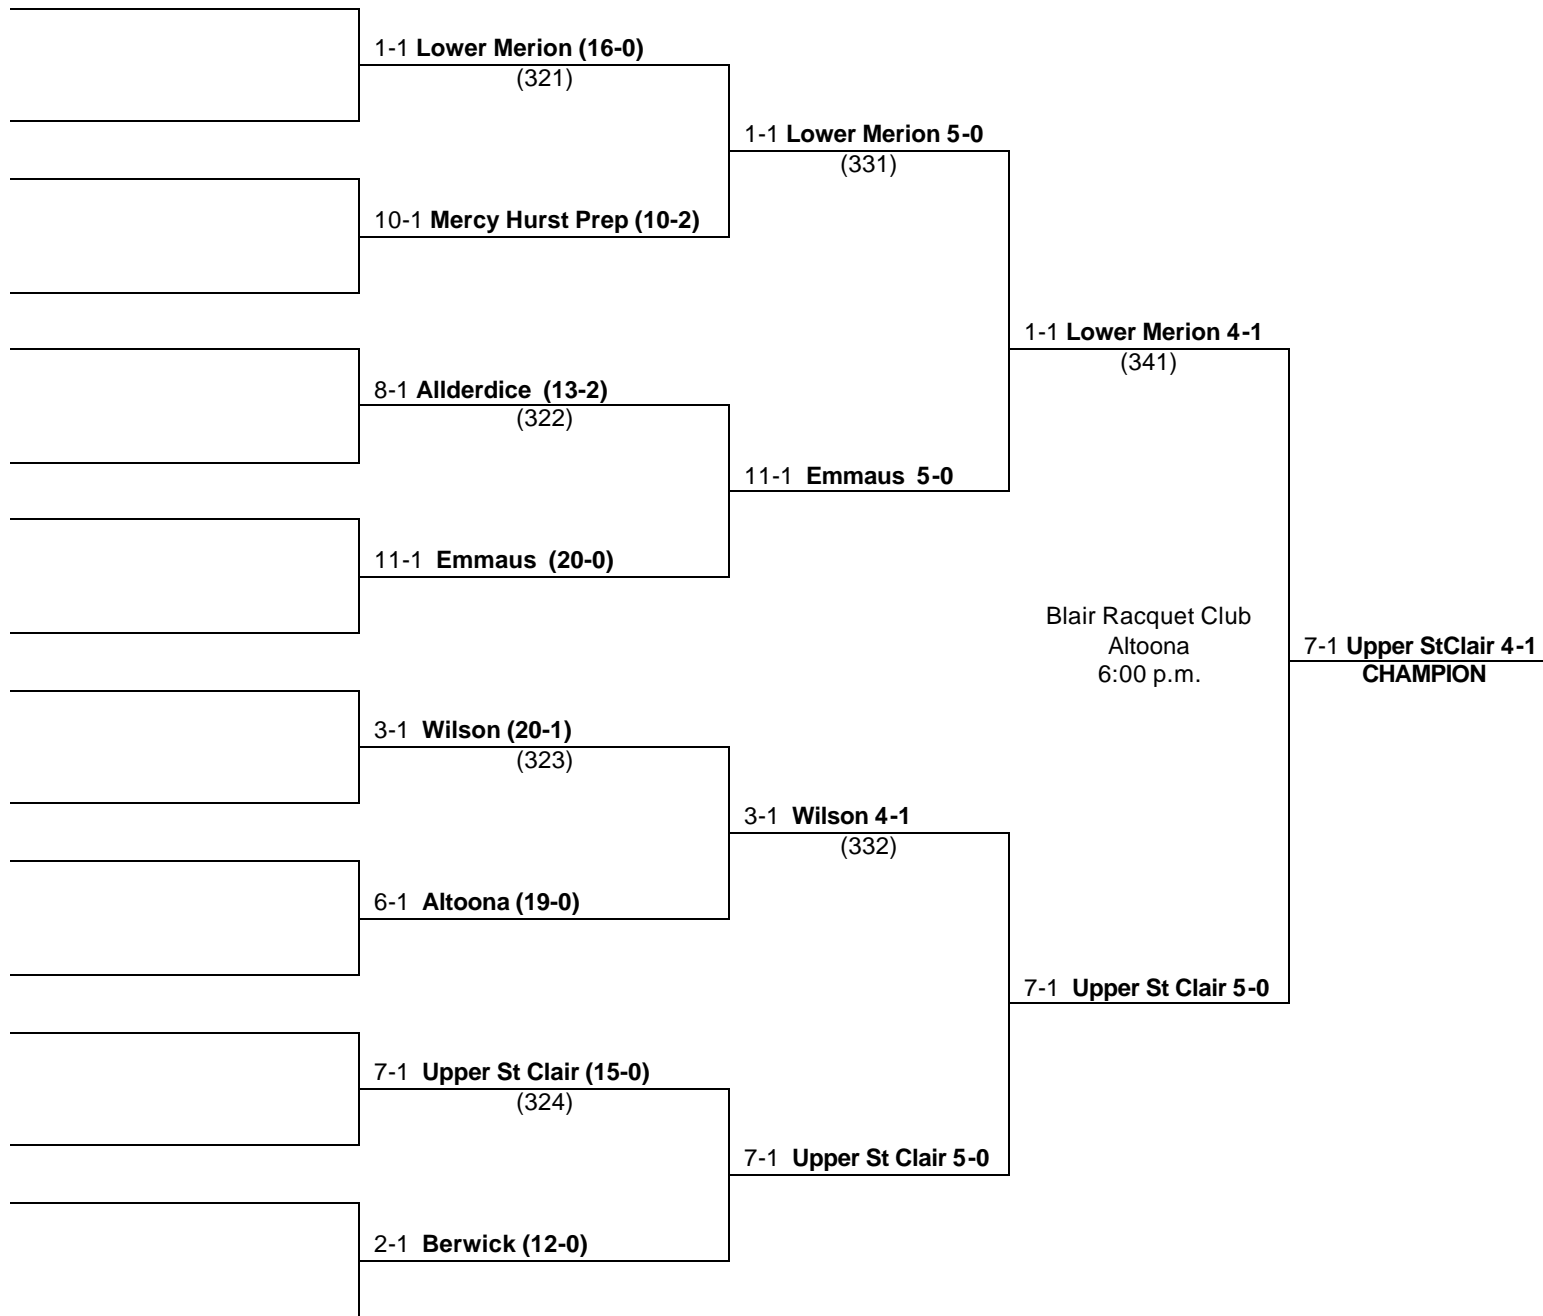 1-1 Lower Merion (16-0)
(321)
10-1 Mercy Hurst Prep (10-2)
8-1 Allderdice (13-2)
(322)
11-1 Emmaus (20-0)
3-1 Wilson (20-1)
(323)
6-1 Altoona (19-0)
7-1 Upper St Clair (15-0)
(324)
2-1 Berwick (12-0)
1-1 Lower Merion 5-0
(331)
11-1 Emmaus 5-0
3-1 Wilson 4-1
(332)
7-1 Upper St Clair 5-0
1-1 Lower Merion 4-1
(341)
Blair Racquet Club
Altoona
6:00 p.m.
7-1 Upper St Clair 5-0
7-1 Upper StClair 4-1
CHAMPION